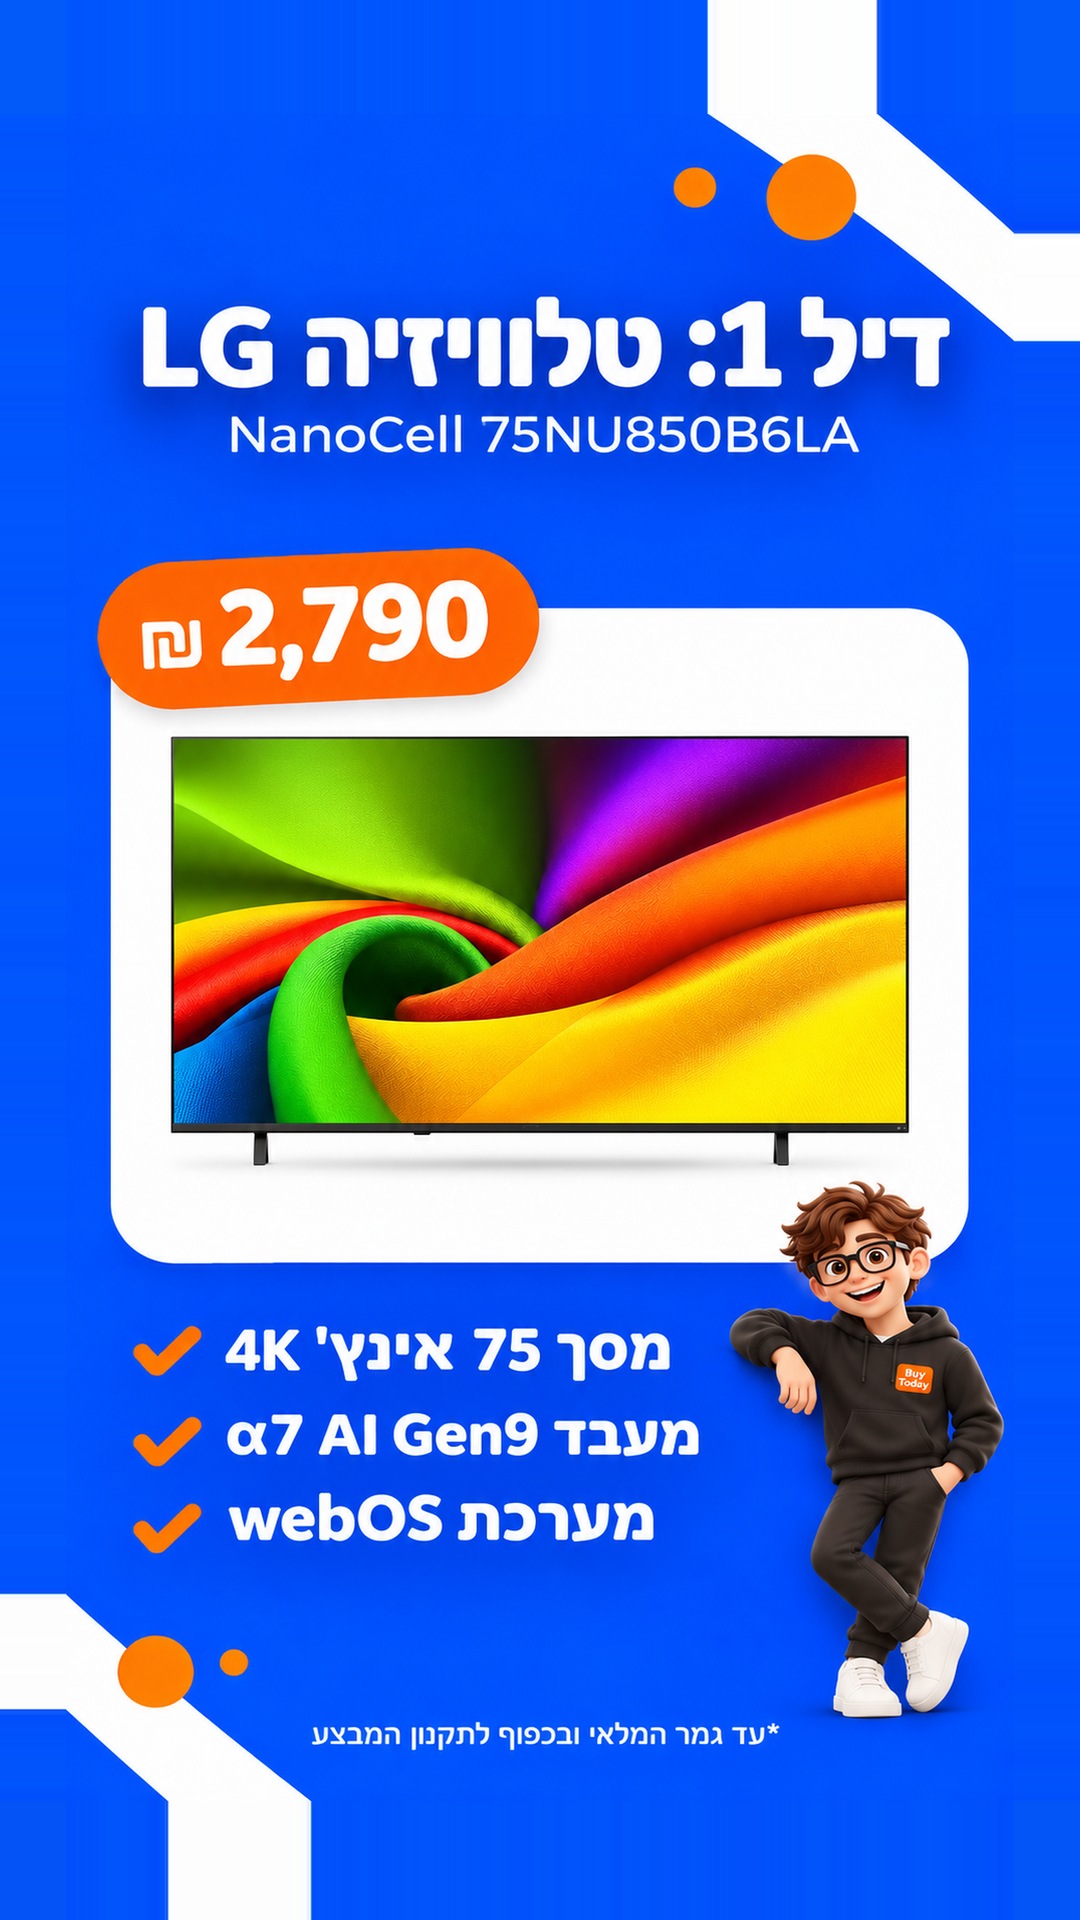 דיל 1: טלוויזיה LG
NanoCell 75NU850B6LA
2,790 ₪
מסך 75 אינץ' 4K
מעבד α7 AI Gen9
מערכת webOS
Buy
Today
*עד גמר המלאי ובכפוף לתקנון המבצע